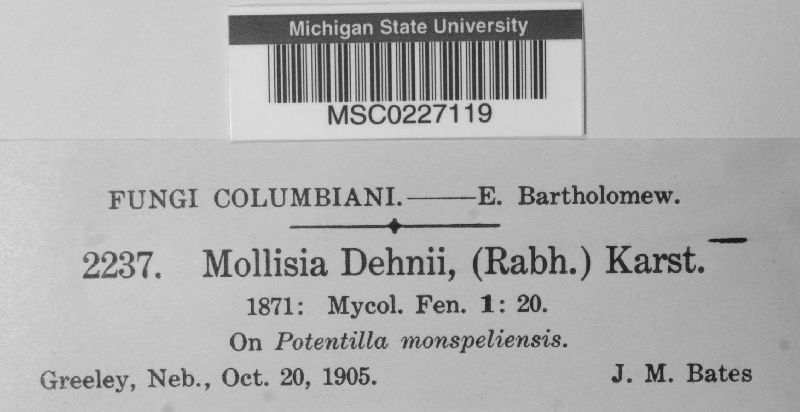 Michigan State University
MSC0227119
FUNGI COLUMBIANI.——E. Bartholomew.
2237. Mollisia Dehnii, (Rabh.) Karst.
1871: Mycol. Fen. 1: 20.
On Potentilla monspeliensis.
Greeley, Neb., Oct. 20, 1905. J. M. Bates